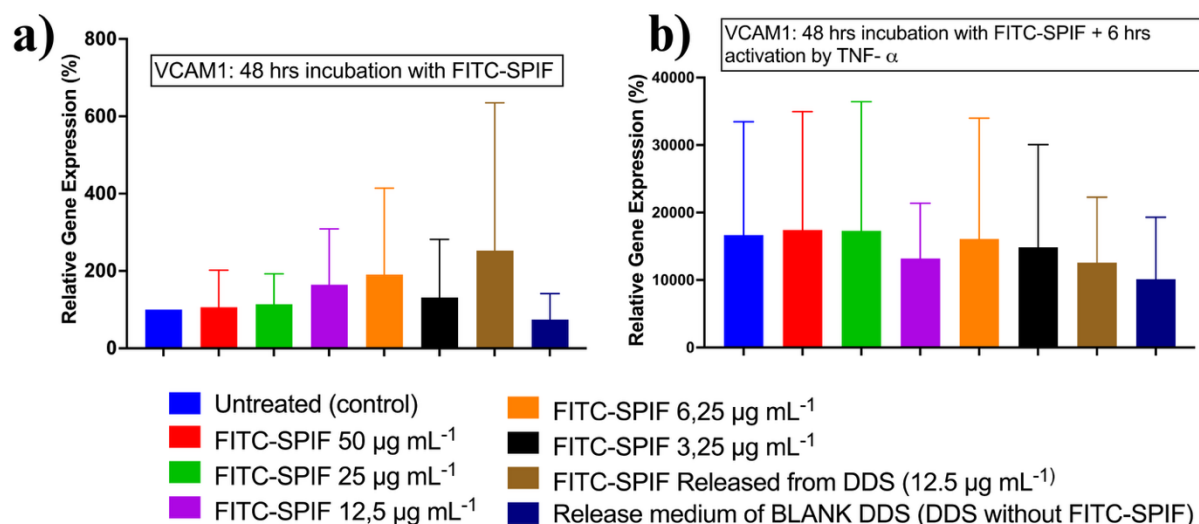 a)
VCAM1: 48 hrs incubation with FITC-SPIF
Relative Gene Expression (%)
800
600
400
200
0
b)
VCAM1: 48 hrs incubation with FITC-SPIF + 6 hrs
activation by TNF- α
Relative Gene Expression (%)
40000
30000
20000
10000
0
Untreated (control)
FITC-SPIF 50 µg mL⁻¹
FITC-SPIF 25 µg mL⁻¹
FITC-SPIF 12,5 µg mL⁻¹
FITC-SPIF 6,25 µg mL⁻¹
FITC-SPIF 3,25 µg mL⁻¹
FITC-SPIF Released from DDS (12.5 µg mL⁻¹)
Release medium of BLANK DDS (DDS without FITC-SPIF)